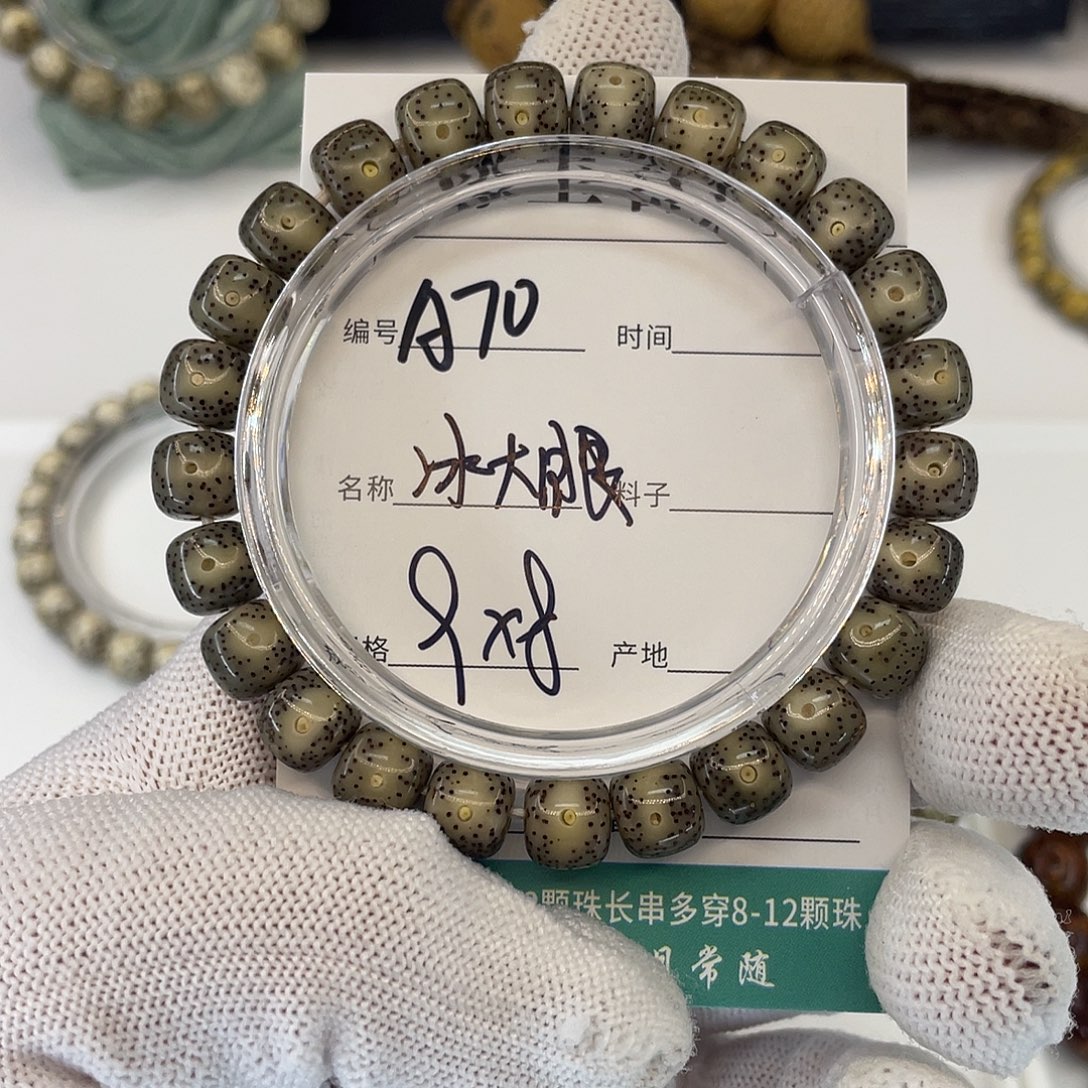 编号 A70 时间
名称 冰大眼 料子
格 9x8 产地
颗珠长串多穿8-12颗珠
常随